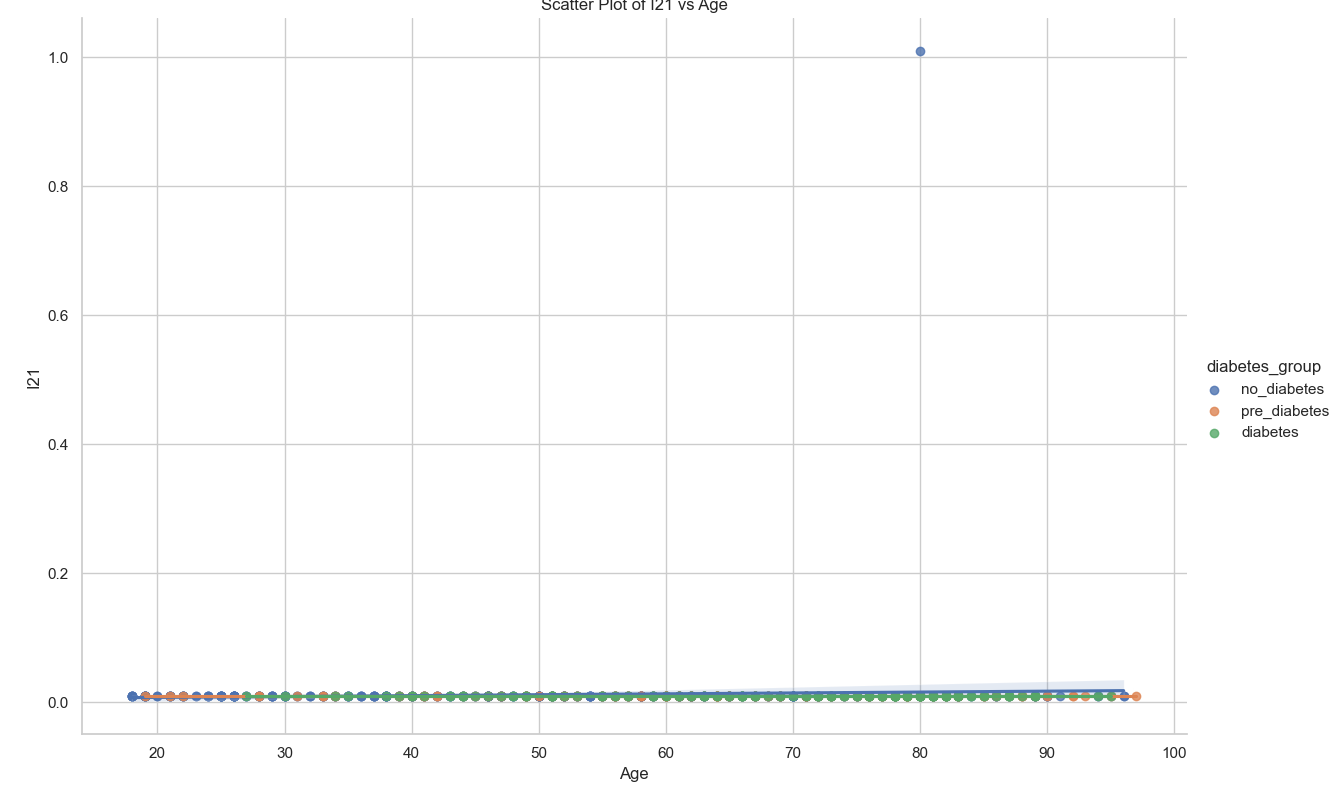 Scatter Plot of I21 vs Age
1.0
0.8
0.6
0.4
0.2
0.0
I21
20 30 40 50 60 70 80 90 100
Age
diabetes_group
no_diabetes
pre_diabetes
diabetes